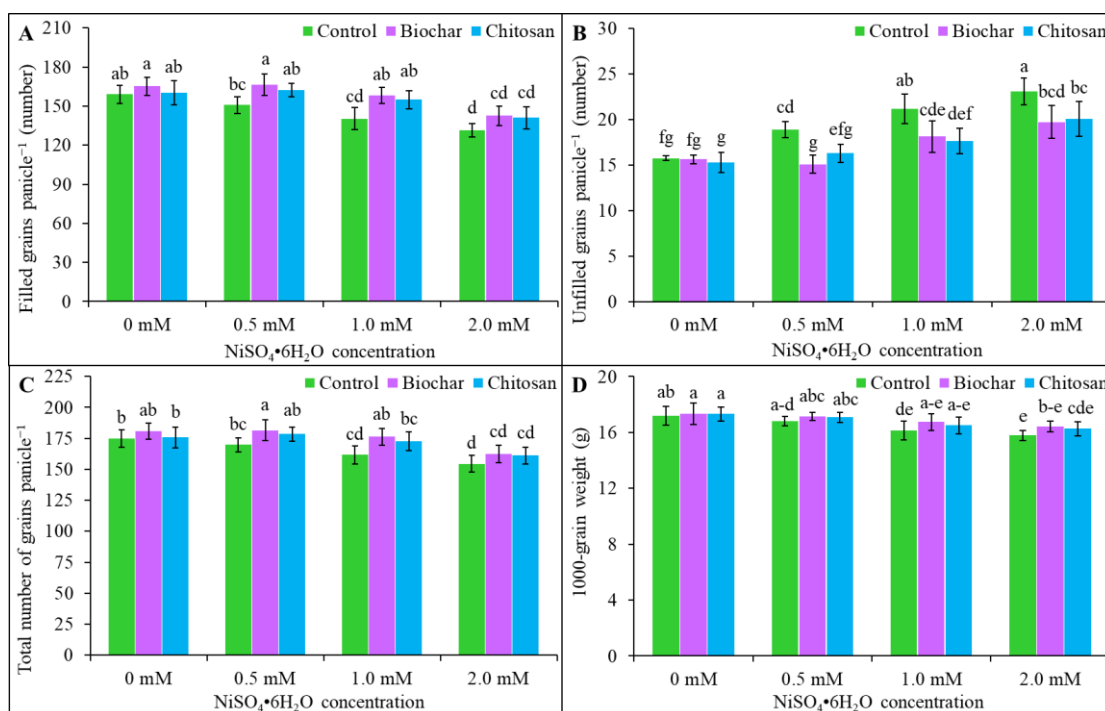 A
Control Biochar Chitosan
Filled grains panicle⁻¹ (number)
210
180
150
120
90
60
30
0
ab a ab
bc a ab
cd ab ab
d cd cd
0 mM 0.5 mM 1.0 mM 2.0 mM
NiSO₄•6H₂O concentration
B
Control Biochar Chitosan
Unfilled grains panicle⁻¹ (number)
30
25
20
15
10
5
0
fg fg g
cd g efg
ab cde def
a bcd bc
0 mM 0.5 mM 1.0 mM 2.0 mM
NiSO₄•6H₂O concentration
C
Control Biochar Chitosan
Total number of grains panicle⁻¹
225
200
175
150
125
100
75
50
25
0
b ab b
bc a ab
cd ab bc
d cd cd
0 mM 0.5 mM 1.0 mM 2.0 mM
NiSO₄•6H₂O concentration
D
Control Biochar Chitosan
1000-grain weight (g)
20
16
12
8
4
0
ab a a
a-d abc abc
de a-e a-e
e b-e cde
0 mM 0.5 mM 1.0 mM 2.0 mM
NiSO₄•6H₂O concentration